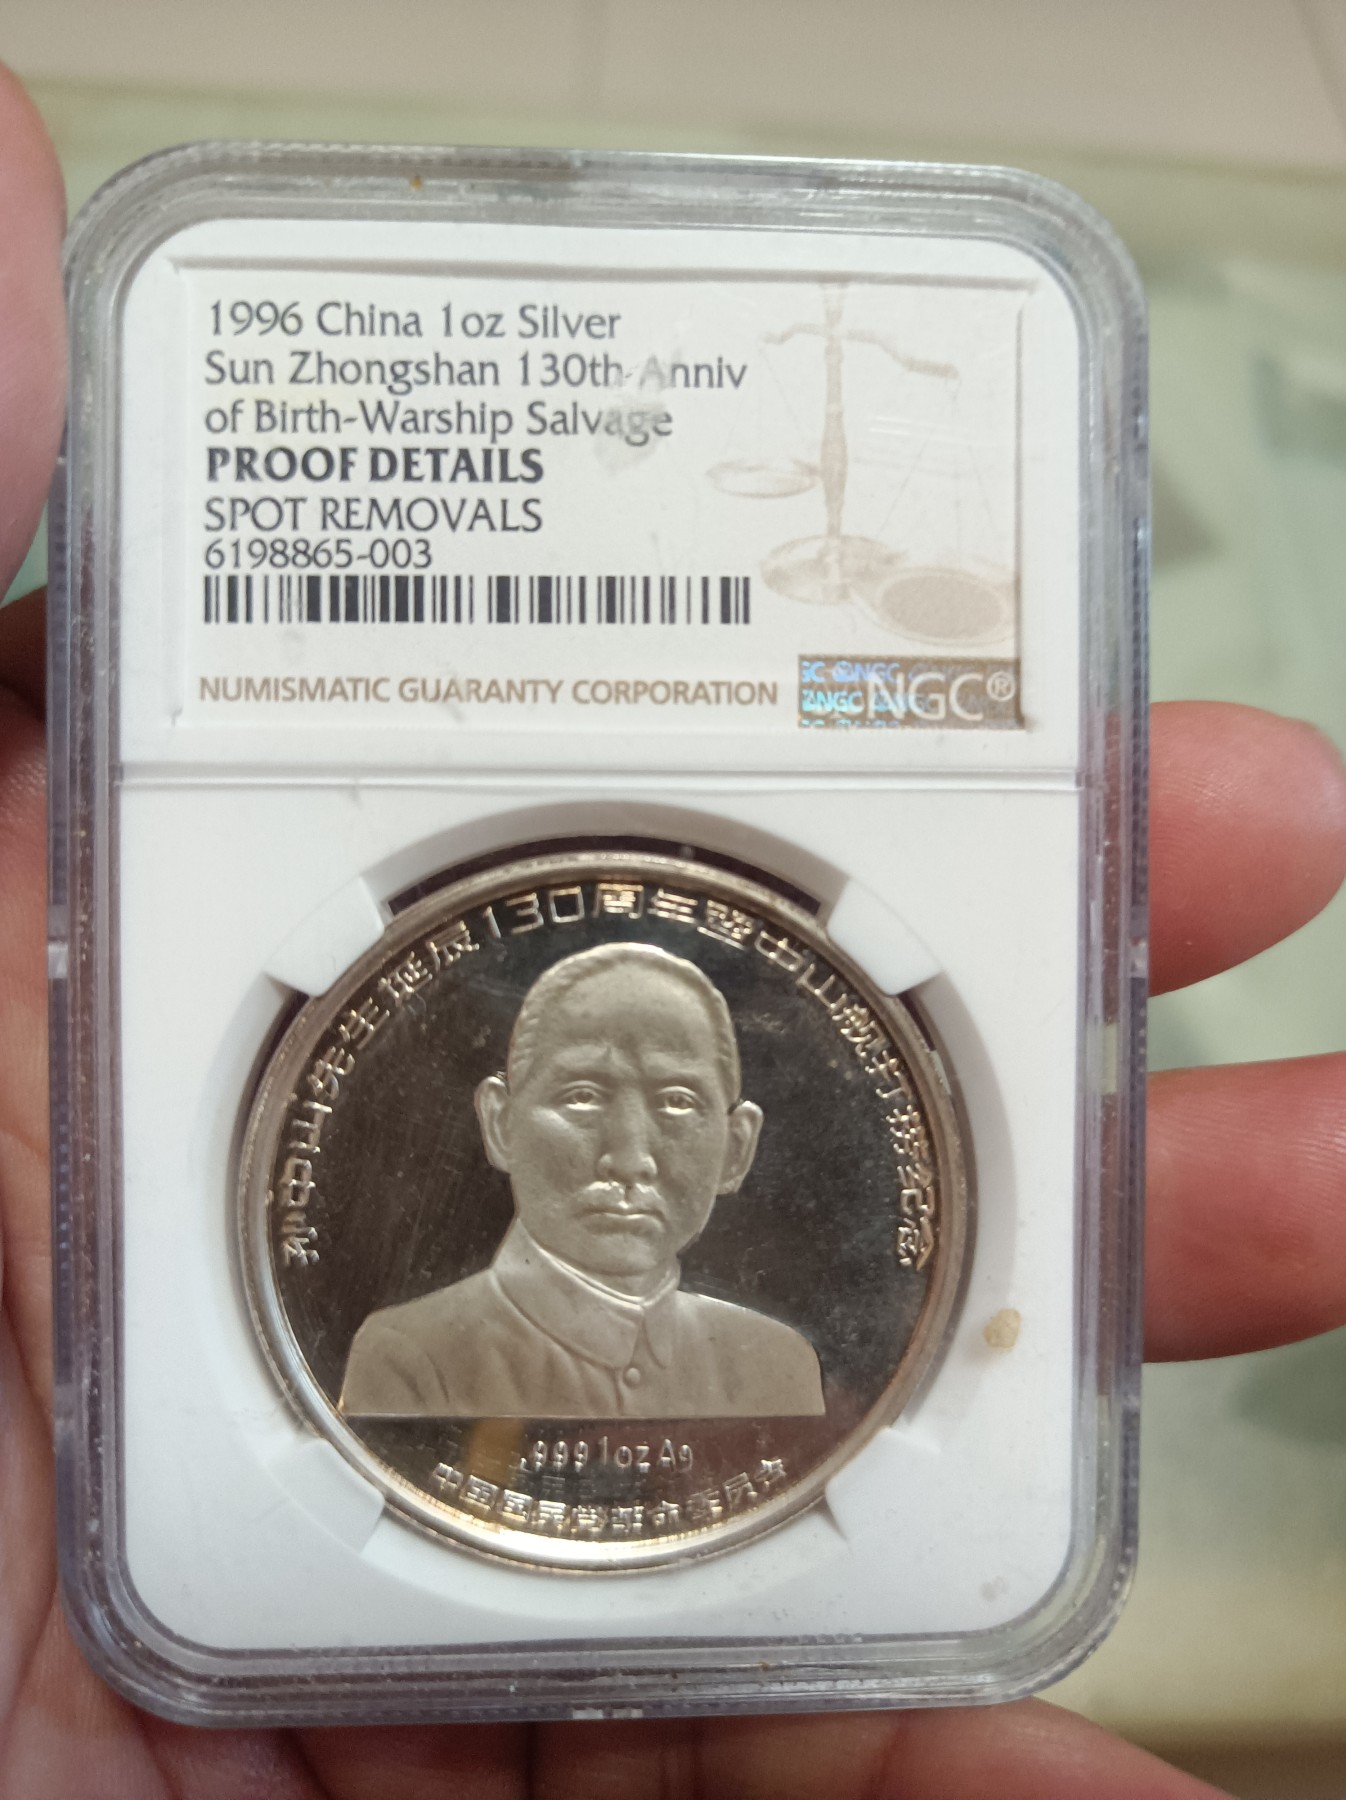 1996 China 1oz Silver
Sun Zhongshan 130th Anniv
of Birth-Warship Salvage
PROOF DETAILS
SPOT REMOVALS
6198865-003
NUMISMATIC GUARANTY CORPORATION
NGC®
孙中山先生诞辰130周年暨中山舰打捞纪念
.999 1oz Ag
中国国民党革命委员会